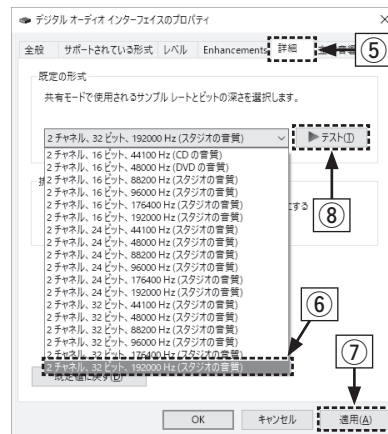 デジタル オーディオ インターフェイスのプロパティ
全般 サポートされている形式 レベル Enhancements 詳細 ⑤
既定の形式
共有モードで使用されるサンプル レートとビットの深さを選択します。
2 チャネル、32 ビット、192000 Hz (スタジオの音質) ▶テスト(T)
2 チャネル、16 ビット、44100 Hz (CD の音質)
2 チャネル、16 ビット、48000 Hz (DVD の音質)
2 チャネル、16 ビット、88200 Hz (スタジオの音質)
2 チャネル、16 ビット、96000 Hz (スタジオの音質)
2 チャネル、16 ビット、176400 Hz (スタジオの音質)
2 チャネル、16 ビット、192000 Hz (スタジオの音質)
する ⑧
2 チャネル、24 ビット、44100 Hz (スタジオの音質)
2 チャネル、24 ビット、48000 Hz (スタジオの音質)
2 チャネル、24 ビット、88200 Hz (スタジオの音質)
2 チャネル、24 ビット、96000 Hz (スタジオの音質)
2 チャネル、24 ビット、176400 Hz (スタジオの音質)
2 チャネル、24 ビット、192000 Hz (スタジオの音質)
2 チャネル、32 ビット、44100 Hz (スタジオの音質)
2 チャネル、32 ビット、48000 Hz (スタジオの音質)
2 チャネル、32 ビット、88200 Hz (スタジオの音質)
2 チャネル、32 ビット、96000 Hz (スタジオの音質)
2 チャネル、32 ビット、176400 Hz (スタジオの音質)
2 チャネル、32 ビット、192000 Hz (スタジオの音質) ⑥
既定値に戻す(D)
⑦
OK キャンセル 適用(A)